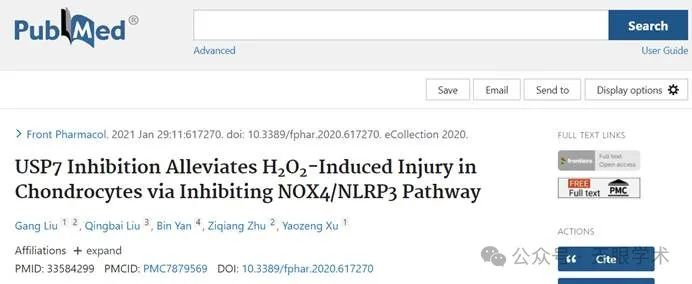 PubMed®
Search
Advanced
User Guide
Save
Email
Send to
Display options
Front Pharmacol. 2021 Jan 29:11:617270. doi: 10.3389/fphar.2020.617270. eCollection 2020.
FULL TEXT LINKS
USP7 Inhibition Alleviates H₂O₂-Induced Injury in
Chondrocytes via Inhibiting NOX4/NLRP3 Pathway
frontiers Full text Open access
FREE Full text PMC
Gang Liu 1 2, Qingbai Liu 3, Bin Yan 4, Ziqiang Zhu 2, Yaozeng Xu 1
Affiliations + expand
ACTIONS
PMID: 33584299 PMCID: PMC7879569 DOI: 10.3389/fphar.2020.617270
Cite
公众号·天眼学术